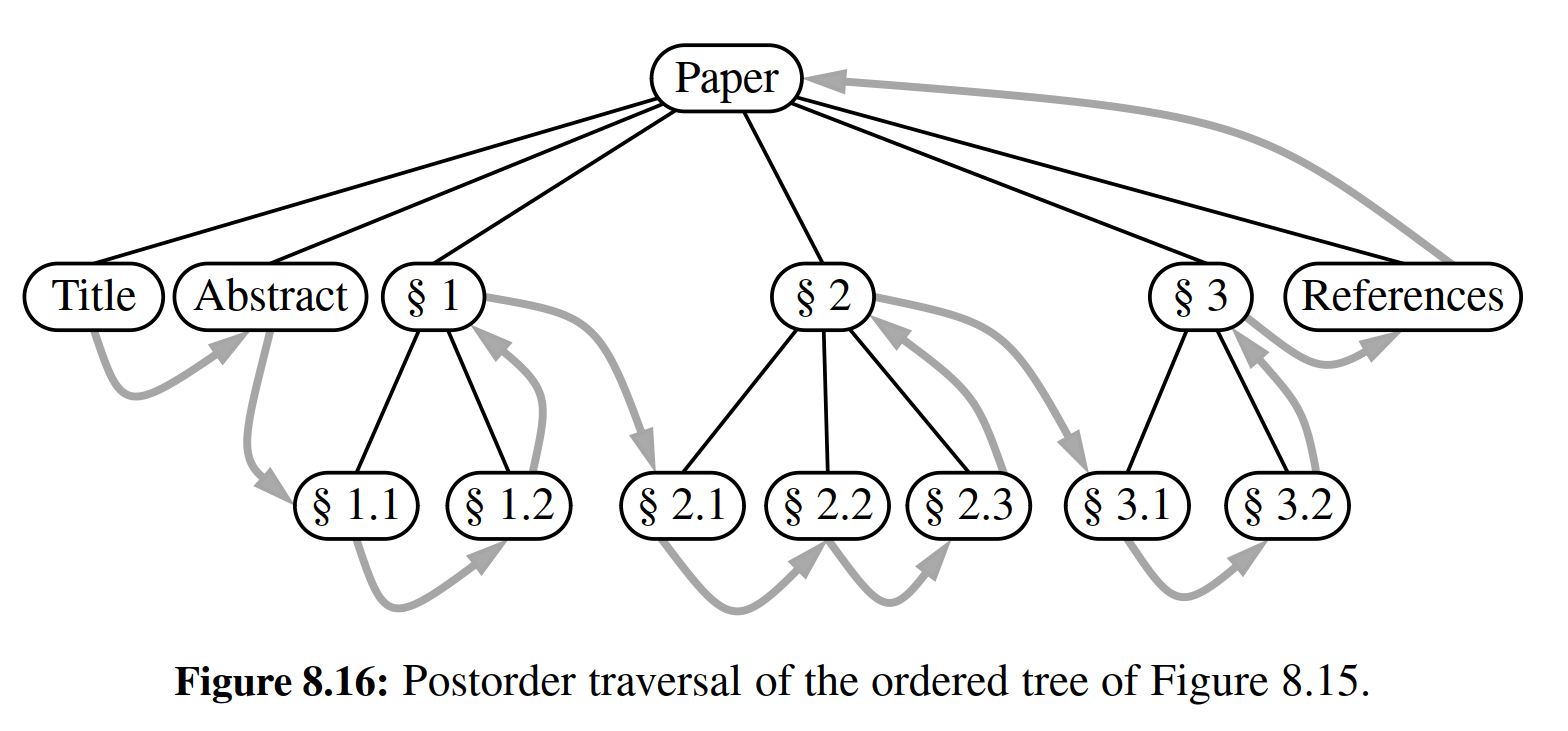 Paper
Title Abstract § 1 § 2 § 3 References
§ 1.1 § 1.2 § 2.1 § 2.2 § 2.3 § 3.1 § 3.2
Figure 8.16: Postorder traversal of the ordered tree of Figure 8.15.